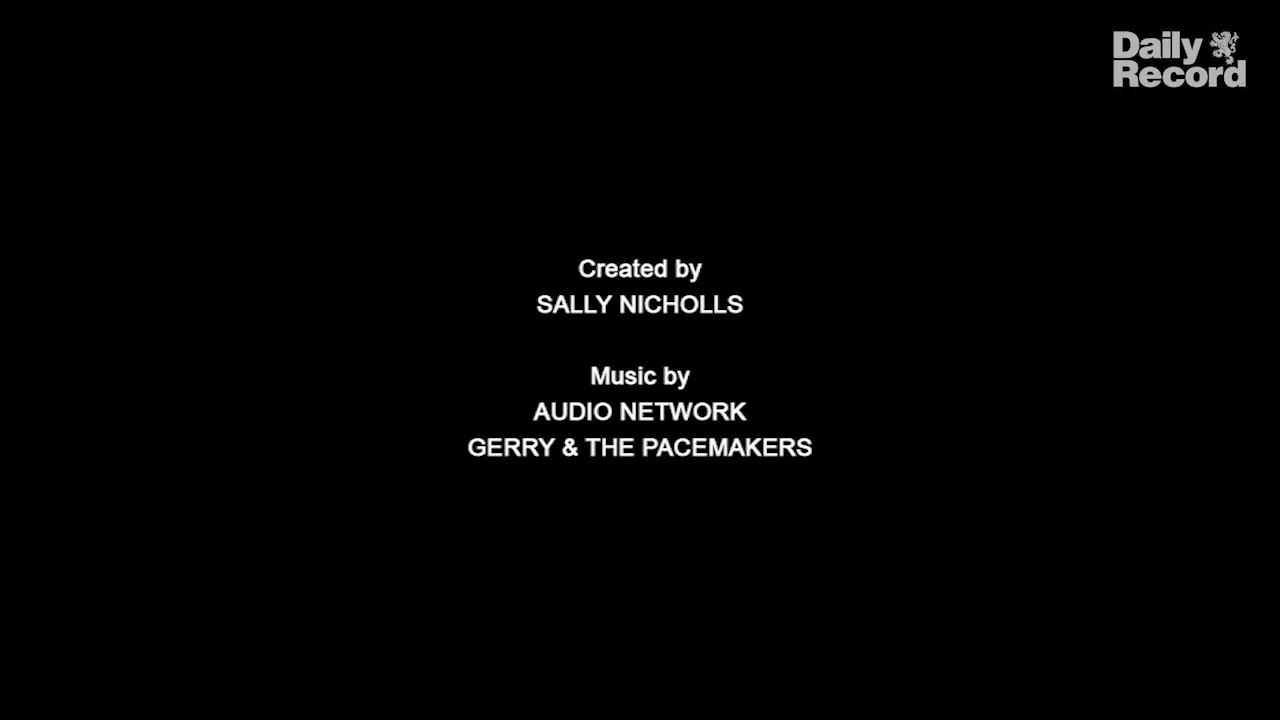 Daily
Record
Created by
SALLY NICHOLLS
Music by
AUDIO NETWORK
GERRY & THE PACEMAKERS